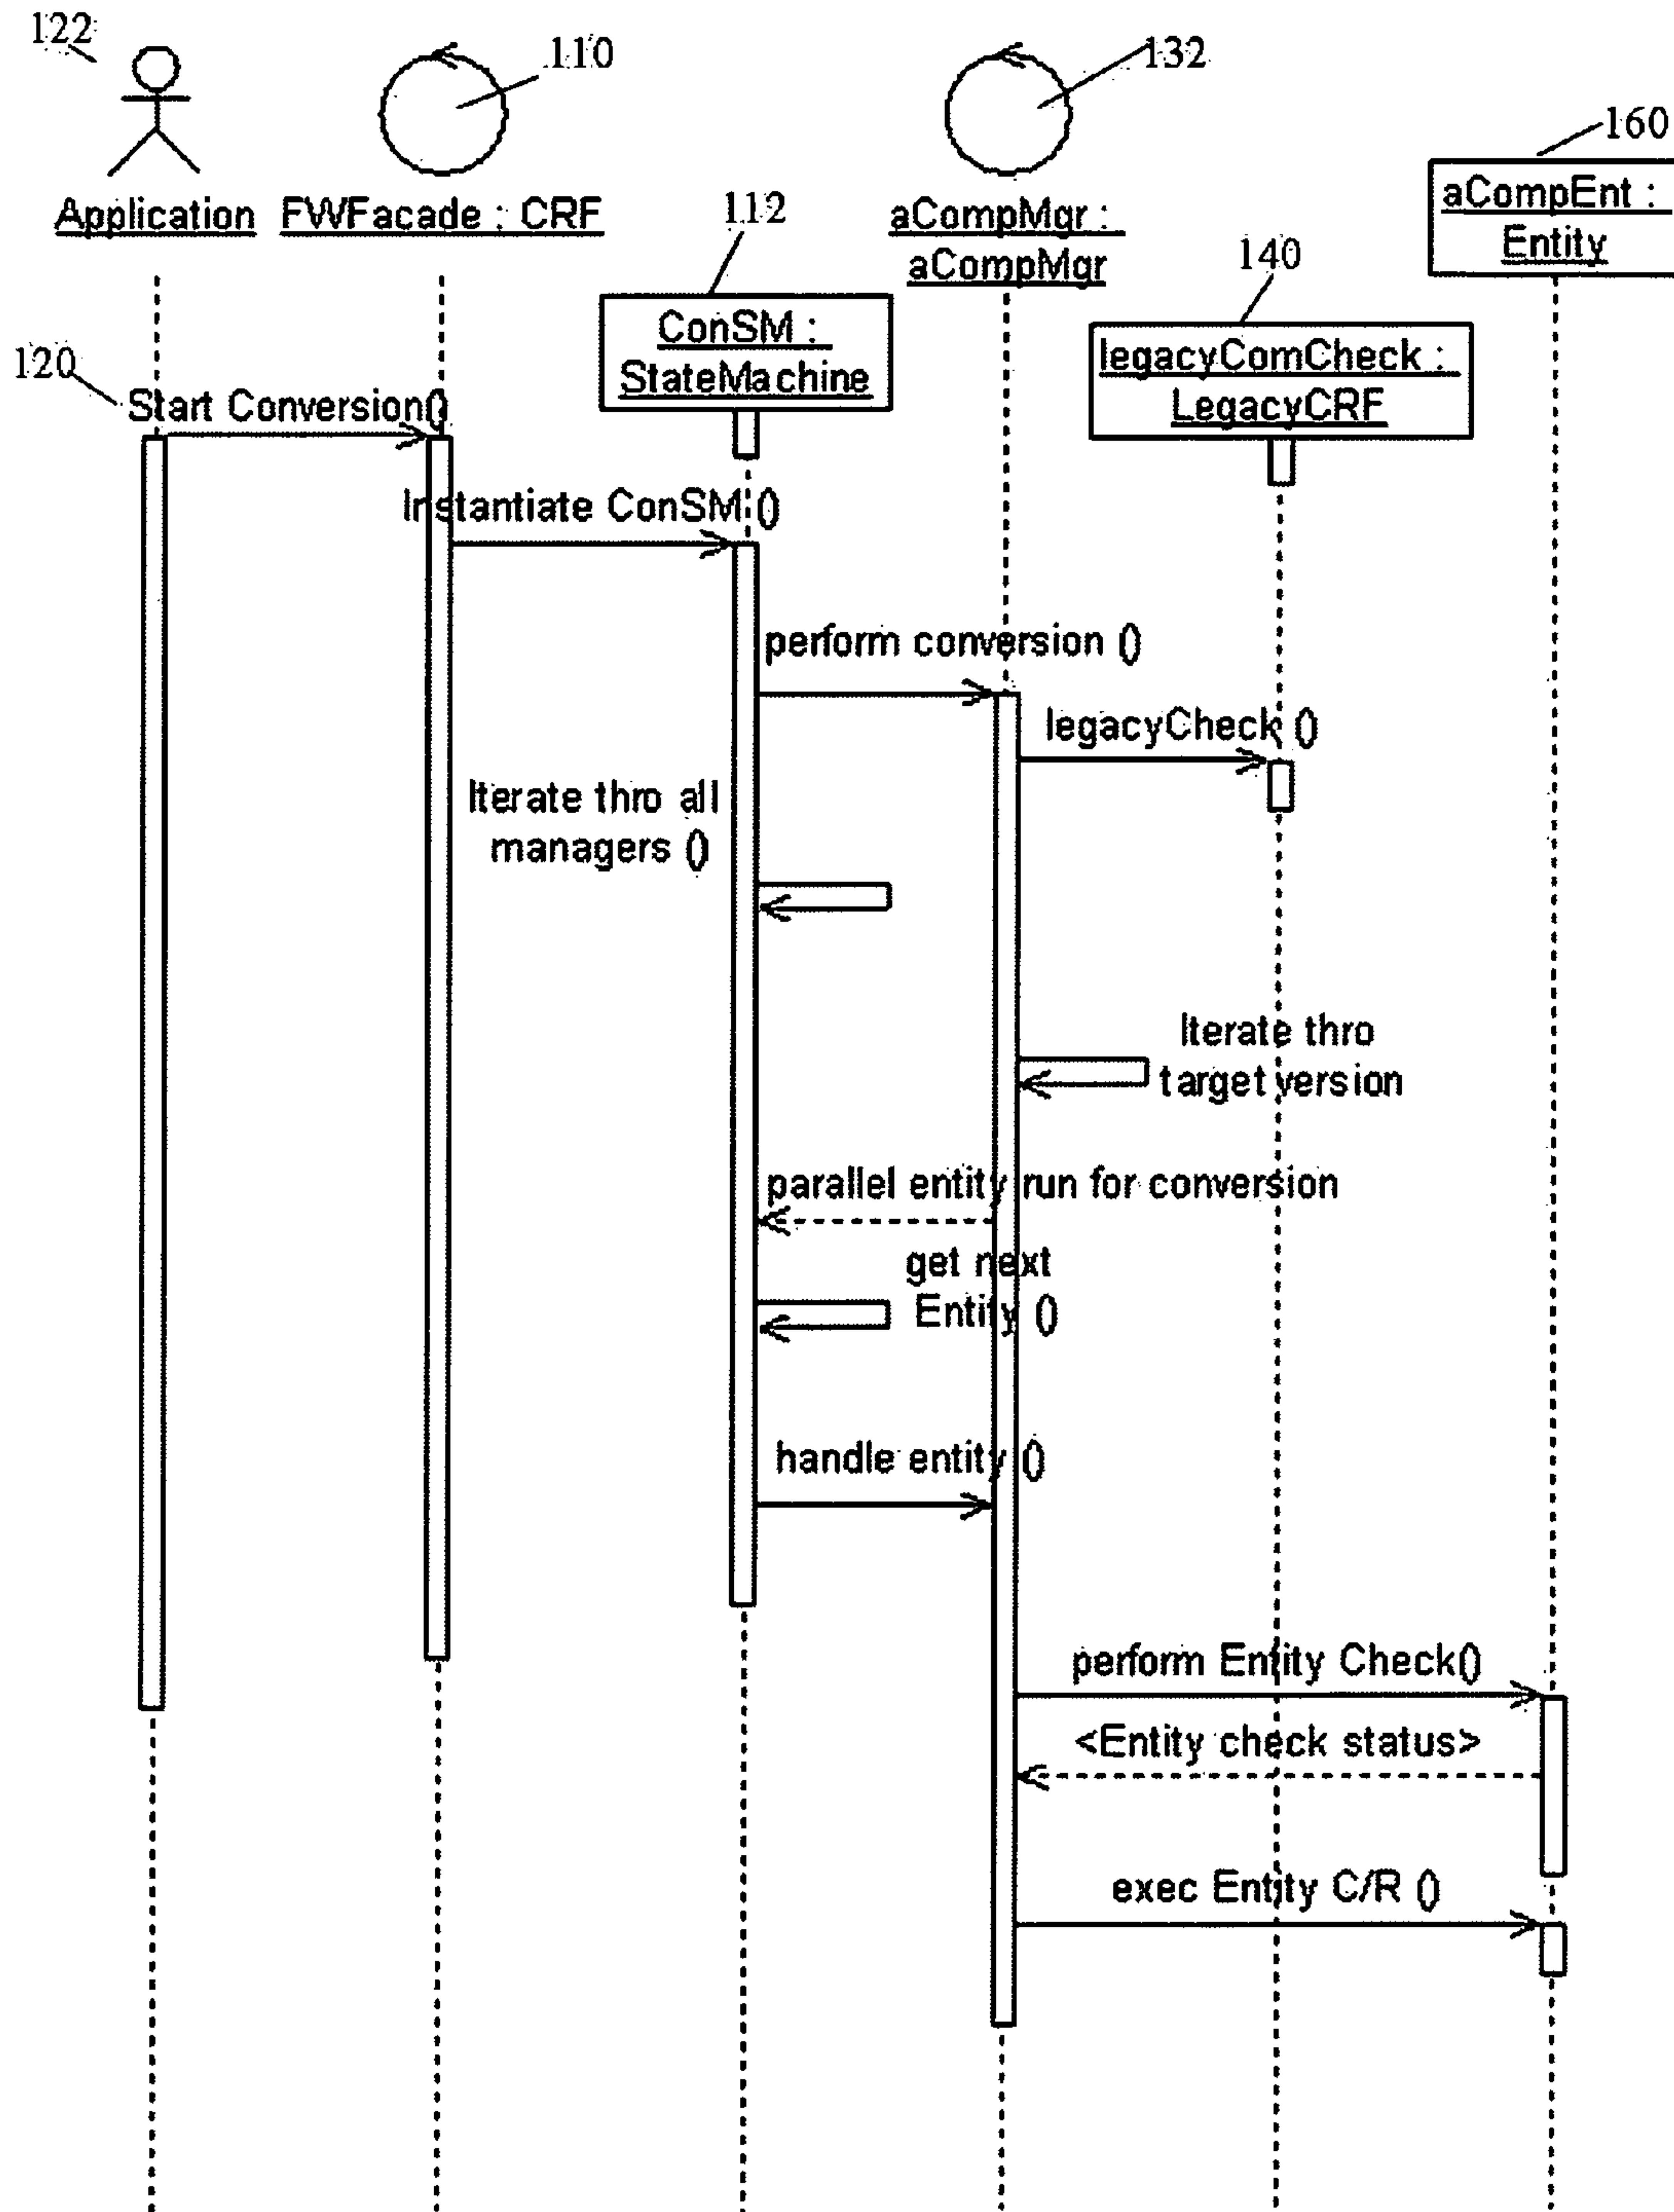 122
110
132
160
Application
FWFacade : CRF
112
aCompMgr :
aCompMgr
aCompEnt :
Entity
140
ConSM :
StateMachine
legacyComCheck :
LegacyCRF
120
Start Conversion()
Instantiate ConSM ()
perform conversion ()
legacyCheck ()
Iterate thro all
managers ()
Iterate thro
target version
parallel entity run for conversion
get next
Entity ()
handle entity ()
perform Entity Check()
<Entity check status>
exec Entity C/R ()